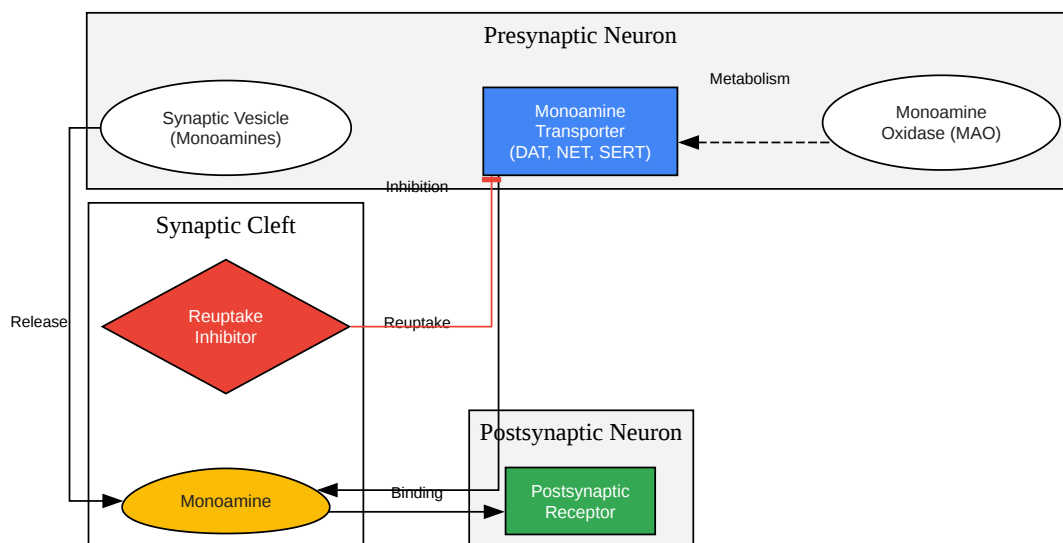 Presynaptic Neuron
Synaptic Vesicle
(Monoamines)
Monoamine
Transporter
(DAT, NET, SERT)
Metabolism
Monoamine
Oxidase (MAO)
Inhibition
Synaptic Cleft
Release
Reuptake
Inhibitor
Reuptake
Postsynaptic Neuron
Monoamine
Binding
Postsynaptic
Receptor